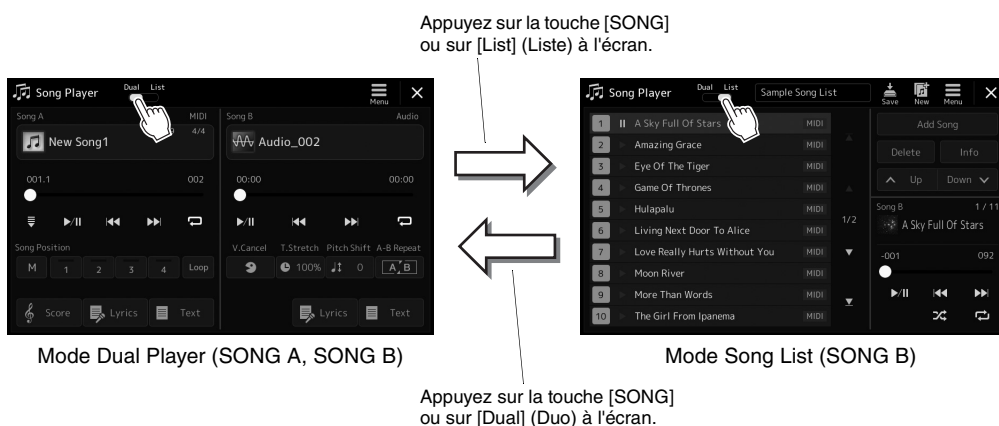 Appuyez sur la touche [SONG]
ou sur [List] (Liste) à l'écran.
Song Player
Dual List
Menu
Song A
MIDI
4/4
New Song1
001.1
002
Song Position
M 1 2 3 4 Loop
Score Lyrics Text
Song B
Audio
Audio_002
00:00
00:00
V.Cancel T.Stretch Pitch Shift A-B Repeat
100% 0 A B
Lyrics Text
Mode Dual Player (SONG A, SONG B)
Song Player
Dual List
Sample Song List
Save New Menu
1 A Sky Full Of Stars MIDI
2 Amazing Grace MIDI
3 Eye Of The Tiger MIDI
4 Game Of Thrones MIDI
5 Hulapalu MIDI
6 Living Next Door To Alice MIDI
7 Love Really Hurts Without You MIDI
8 Moon River MIDI
9 More Than Words MIDI
10 The Girl From Ipanema MIDI
1/2
Add Song
Delete Info
Up Down
Song B 1 / 11
A Sky Full Of Stars
-001 092
Mode Song List (SONG B)
Appuyez sur la touche [SONG]
ou sur [Dual] (Duo) à l'écran.